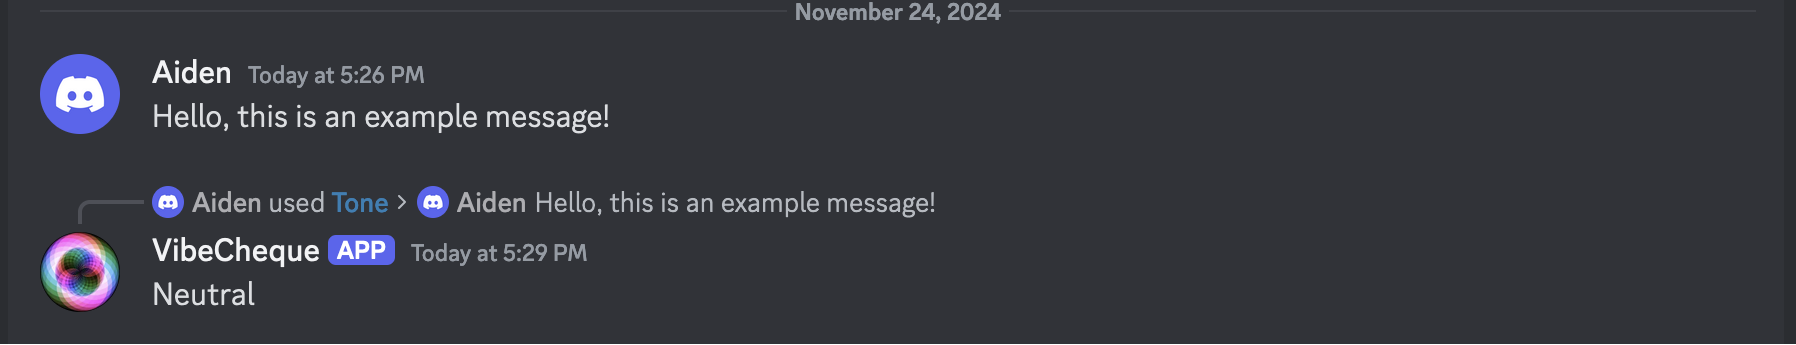 November 24, 2024
Aiden Today at 5:26 PM
Hello, this is an example message!
Aiden used Tone > Aiden Hello, this is an example message!
VibeCheque APP Today at 5:29 PM
Neutral